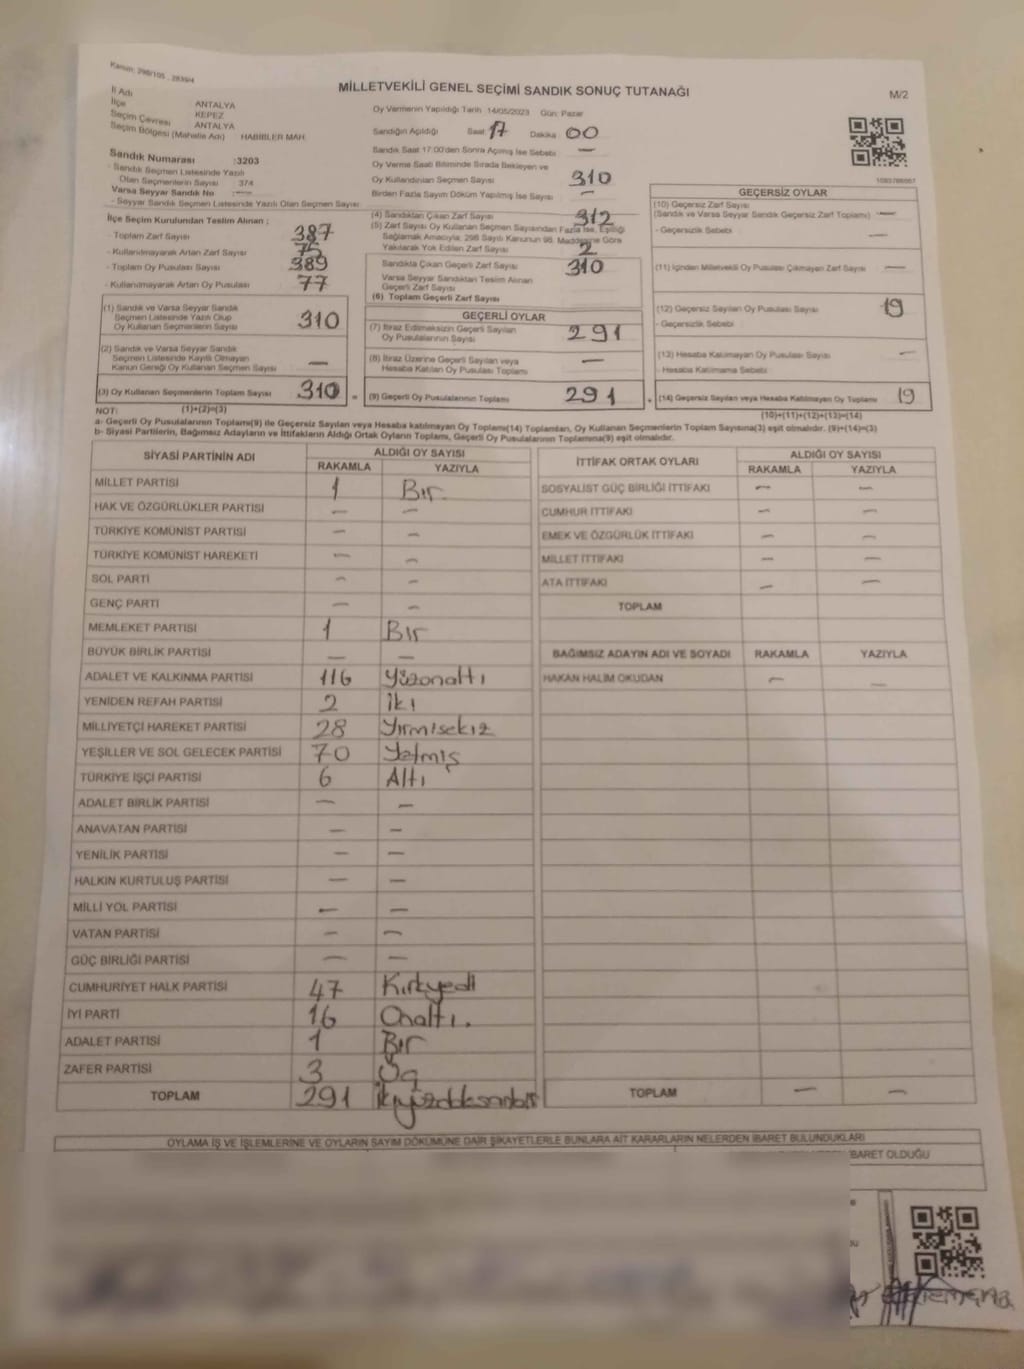 Kanun: 298/105 , 2839/4
MİLLETVEKİLİ GENEL SEÇİMİ SANDIK SONUÇ TUTANAĞI
M/2
İl Adı ANTALYA
İlçe KEPEZ
Seçim Çevresi ANTALYA
Seçim Bölgesi (Mahalle Adı) HABİBLER MAH.
Sandık Numarası :3203
- Sandık Seçmen Listesinde Yazılı
Olan Seçmenlerin Sayısı 374
Varsa Seyyar Sandık No :-----
- Seyyar Sandık Seçmen Listesinde Yazılı Olan Seçmen Sayısı
Oy Vermenin Yapıldığı Tarih :14/05/2023 Gün: Pazar
Sandığın Açıldığı Saat: 17 Dakika: 00
Sandık Saat 17:00'den Sonra Açılmış İse Sebebi —
Oy Verme Saati Bitiminde Sırada Bekleyen ve
Oy Kullandırılan Seçmen Sayısı 310
Birden Fazla Sayım Döküm Yapılmış İse Sayısı —
İlçe Seçim Kurulundan Teslim Alınan ;
- Toplam Zarf Sayısı 387
- Kullanılmayarak Artan Zarf Sayısı 75
- Toplam Oy Pusulası Sayısı 389
- Kullanılmayarak Artan Oy Pusulası 77
(1) Sandık ve Varsa Seyyar Sandık
Seçmen Listesinde Yazılı Olup
Oy Kullanan Seçmenlerin Sayısı 310
(2) Sandık ve Varsa Seyyar Sandık
Seçmen Listesinde Kayıtlı Olmayan
Kanun Gereği Oy Kullanan Seçmen Sayısı —
(3) Oy Kullanan Seçmenlerin Toplam Sayısı 310 =
(4) Sandıktan Çıkan Zarf Sayısı 312
(5) Zarf Sayısı Oy Kullanan Seçmen Sayısından Fazla İse, Eşitliği
Sağlamak Amacıyla, 298 Sayılı Kanunun 98. Maddesine Göre
Yakılarak Yok Edilen Zarf Sayısı 2
Sandıkta Çıkan Geçerli Zarf Sayısı 310
Varsa Seyyar Sandıktan Teslim Alınan
Geçerli Zarf Sayısı
(6) Toplam Geçerli Zarf Sayısı
GEÇERLİ OYLAR
(7) İtiraz Edilmeksizin Geçerli Sayılan
Oy Pusulalarının Sayısı 291
(8) İtiraz Üzerine Geçerli Sayılan veya
Hesaba Katılan Oy Pusulası Toplamı —
(9) Geçerli Oy Pusulalarının Toplamı 291 +
1083788067
GEÇERSİZ OYLAR
(10) Geçersiz Zarf Sayısı
(Sandık ve Varsa Seyyar Sandık Geçersiz Zarf Toplamı) —
- Geçersizlik Sebebi —
(11) İçinden Milletvekili Oy Pusulası Çıkmayan Zarf Sayısı —
(12) Geçersiz Sayılan Oy Pusulası Sayısı 19
- Geçersizlik Sebebi
(13) Hesaba Katılmayan Oy Pusulası Sayısı —
- Hesaba Katılmama Sebebi
(14) Geçersiz Sayılan veya Hesaba Katılmayan Oy Toplamı 19
NOT: (1)+(2)=(3)
(10)+(11)+(12)+(13)=(14)
a- Geçerli Oy Pusulalarının Toplamı(9) ile Geçersiz Sayılan veya Hesaba katılmayan Oy Toplamı(14) Toplamları, Oy Kullanan Seçmenlerin Toplam Sayısına(3) eşit olmalıdır. (9)+(14)=(3)
b- Siyasi Partilerin, Bağımsız Adayların ve İttifakların Aldığı Ortak Oyların Toplamı, Geçerli Oy Pusulalarının Toplamına(9) eşit olmalıdır.
SİYASİ PARTİNİN ADI ALDIĞI OY SAYISI
RAKAMLA YAZIYLA
MİLLET PARTİSİ 1 Bir
HAK VE ÖZGÜRLÜKLER PARTİSİ — —
TÜRKİYE KOMÜNİST PARTİSİ — —
TÜRKİYE KOMÜNİST HAREKETİ — —
SOL PARTİ — —
GENÇ PARTİ — —
MEMLEKET PARTİSİ 1 Bir
BÜYÜK BİRLİK PARTİSİ — —
ADALET VE KALKINMA PARTİSİ 116 Yüzonaltı
YENİDEN REFAH PARTİSİ 2 iki
MİLLİYETÇİ HAREKET PARTİSİ 28 Yirmisekiz
YEŞİLLER VE SOL GELECEK PARTİSİ 70 Yetmiş
TÜRKİYE İŞÇİ PARTİSİ 6 Altı
ADALET BİRLİK PARTİSİ — —
ANAVATAN PARTİSİ — —
YENİLİK PARTİSİ — —
HALKIN KURTULUŞ PARTİSİ — —
MİLLİ YOL PARTİSİ — —
VATAN PARTİSİ — —
GÜÇ BİRLİĞİ PARTİSİ — —
CUMHURİYET HALK PARTİSİ 47 Kırkyedi
İYİ PARTİ 16 Onaltı.
ADALET PARTİSİ 1 Bir
ZAFER PARTİSİ 3 Üç
TOPLAM 291 ikiyüzdoksanbir
İTTİFAK ORTAK OYLARI ALDIĞI OY SAYISI
RAKAMLA YAZIYLA
SOSYALİST GÜÇ BİRLİĞİ İTTİFAKI — —
CUMHUR İTTİFAKI — —
EMEK VE ÖZGÜRLÜK İTTİFAKI — —
MİLLET İTTİFAKI — —
ATA İTTİFAKI — —
TOPLAM
BAĞIMSIZ ADAYIN ADI VE SOYADI RAKAMLA YAZIYLA
HAKAN HALİM OKUDAN — —
TOPLAM — —
OYLAMA İŞ VE İŞLEMLERİNE VE OYLARIN SAYIM DÖKÜMÜNE DAİR ŞİKAYETLERLE BUNLARA AİT KARARLARIN NELERDEN İBARET BULUNDUKLARI
İBARET OLDUĞU